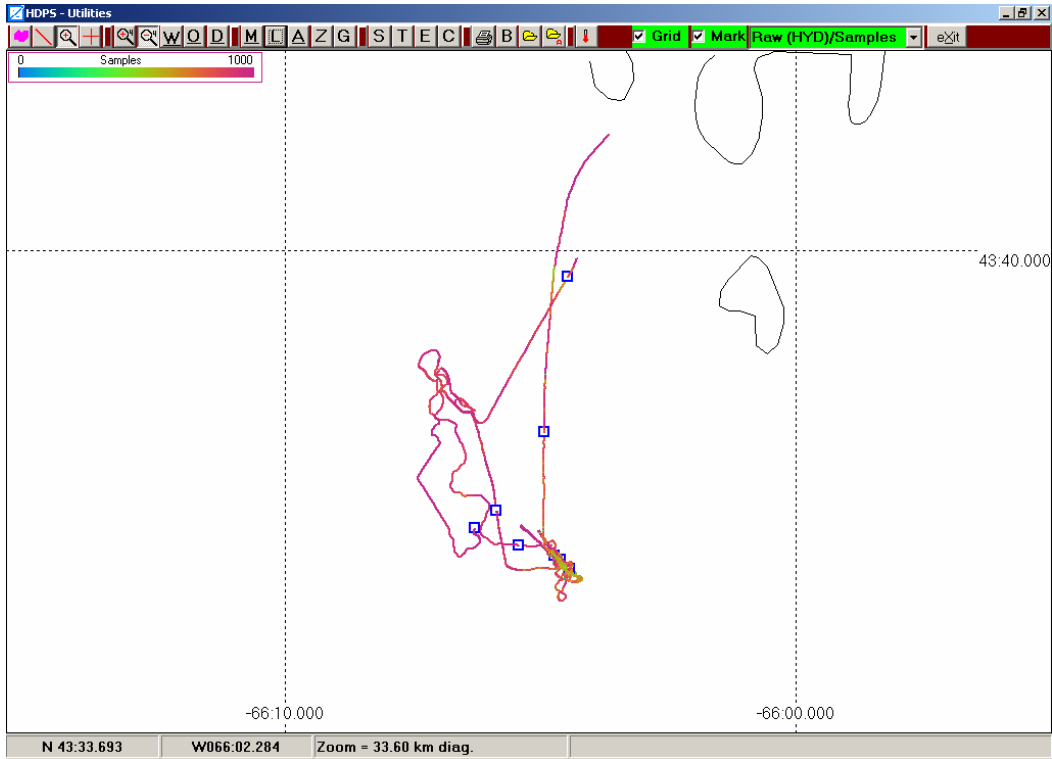 HDPS - Utilities
W O D M L A Z G S T E C B Grid Mark Raw (HYD)/Samples eXit
0 Samples 1000
43:40.000
-66:10.000 -66:00.000
N 43:33.693 W066:02.284 Zoom = 33.60 km diag.